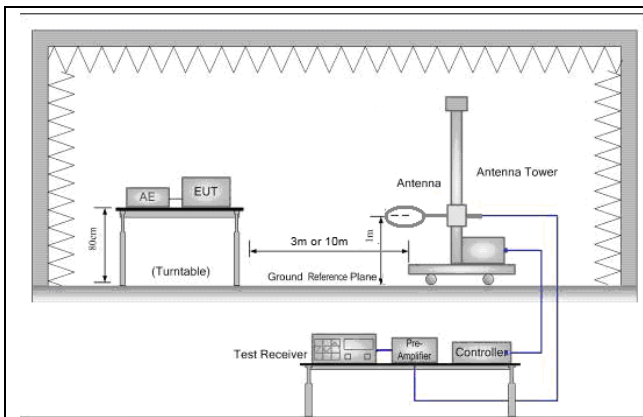 Antenna Tower
Antenna
AE
EUT
80cm
1m
3m or 10m
(Turntable)
Ground Reference Plane
Test Receiver
Pre-
Amplifier
Controller